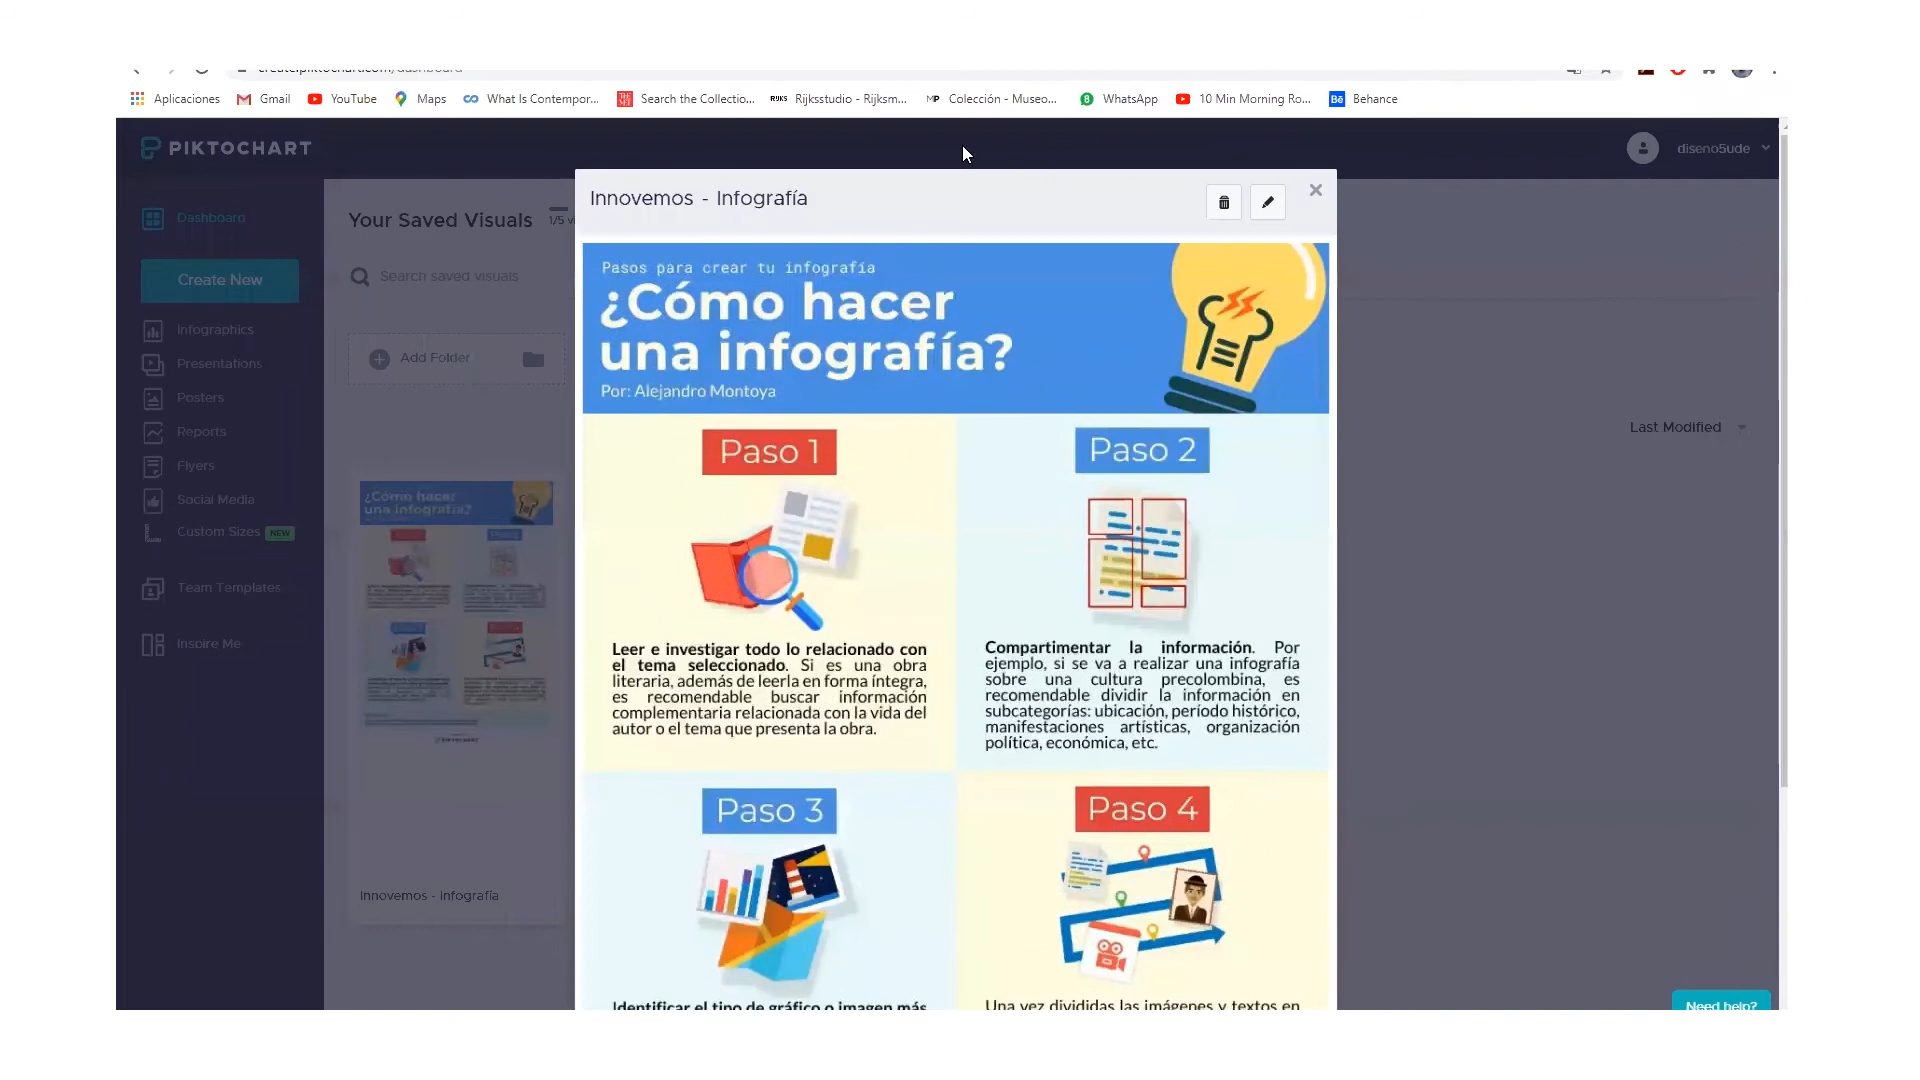 Aplicaciones Gmail YouTube Maps What Is Contempor... Search the Collectio... Rijksstudio - Rijksm... Colección - Museo... WhatsApp 10 Min Morning Ro... Behance
PIKTOCHART
diseno5ude
Dashboard
Create New
Infographics
Presentations
Posters
Reports
Flyers
Social Media
Custom Sizes NEW
Team Templates
Inspire Me
Your Saved Visuals
1/5 vi
Search saved visuals
Add Folder
Last Modified
¿Cómo hacer
una infografía?
Innovemos - Infografía
Innovemos - Infografía
Pasos para crear tu infografía
¿Cómo hacer
una infografía?
Por: Alejandro Montoya
Paso 1
Leer e investigar todo lo relacionado con
el tema seleccionado. Si es una obra
literaria, además de leerla en forma íntegra,
es recomendable buscar información
complementaria relacionada con la vida del
autor o el tema que presenta la obra.
Paso 2
Compartimentar la información. Por
ejemplo, si se va a realizar una infografía
sobre una cultura precolombina, es
recomendable dividir la información en
subcategorías: ubicación, período histórico,
manifestaciones artísticas, organización
política, económica, etc.
Paso 3
Identificar el tipo de gráfico o imagen más
Paso 4
Una vez divididas las imágenes y textos en
Need help?